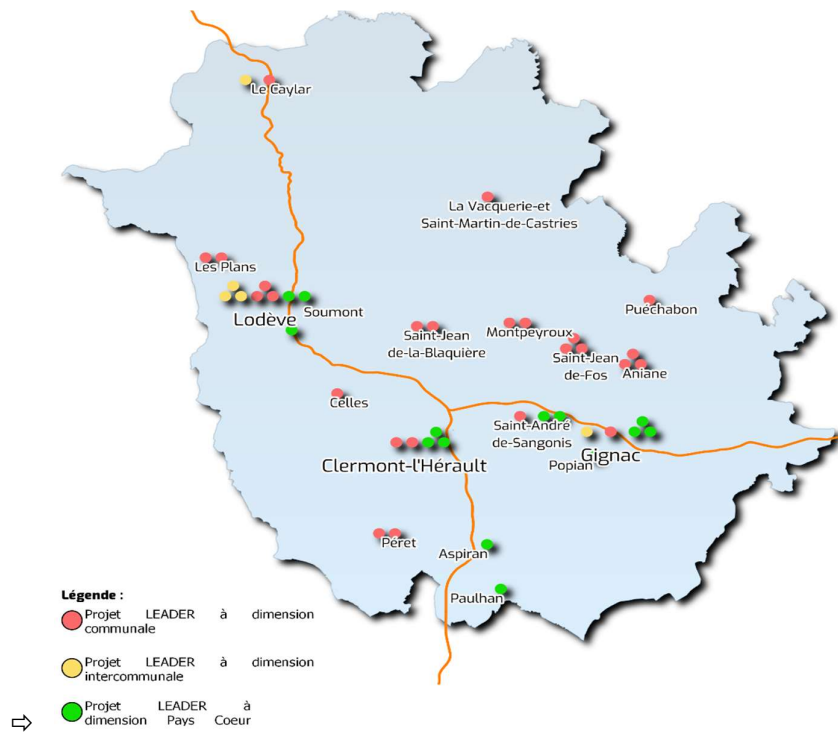 Le Caylar
La Vacquerie-et
Saint-Martin-de-Castries
Les Plans
Puéchabon
Soumont
Lodève
Montpeyroux
Saint-Jean
de-la-Blaquière
Saint-Jean
de-Fos
Aniane
Celles
Saint-André
de-Sangonis
Gignac
Clermont-l'Hérault
Popian
Péret
Aspiran
Paulhan
Légende :
Projet LEADER à dimension
communale
Projet LEADER à dimension
intercommunale
Projet LEADER à
dimension Pays Coeur